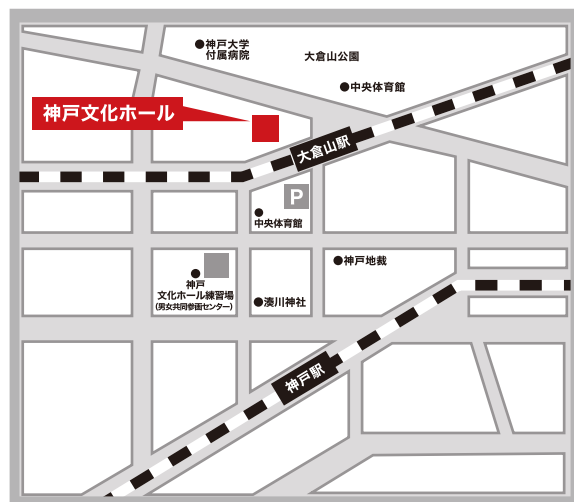 神戸大学
付属病院
大倉山公園
中央体育館
神戸文化ホール
大倉山駅
P
中央体育館
神戸地裁
神戸
文化ホール練習場
(男女共同参画センター)
湊川神社
神戸駅